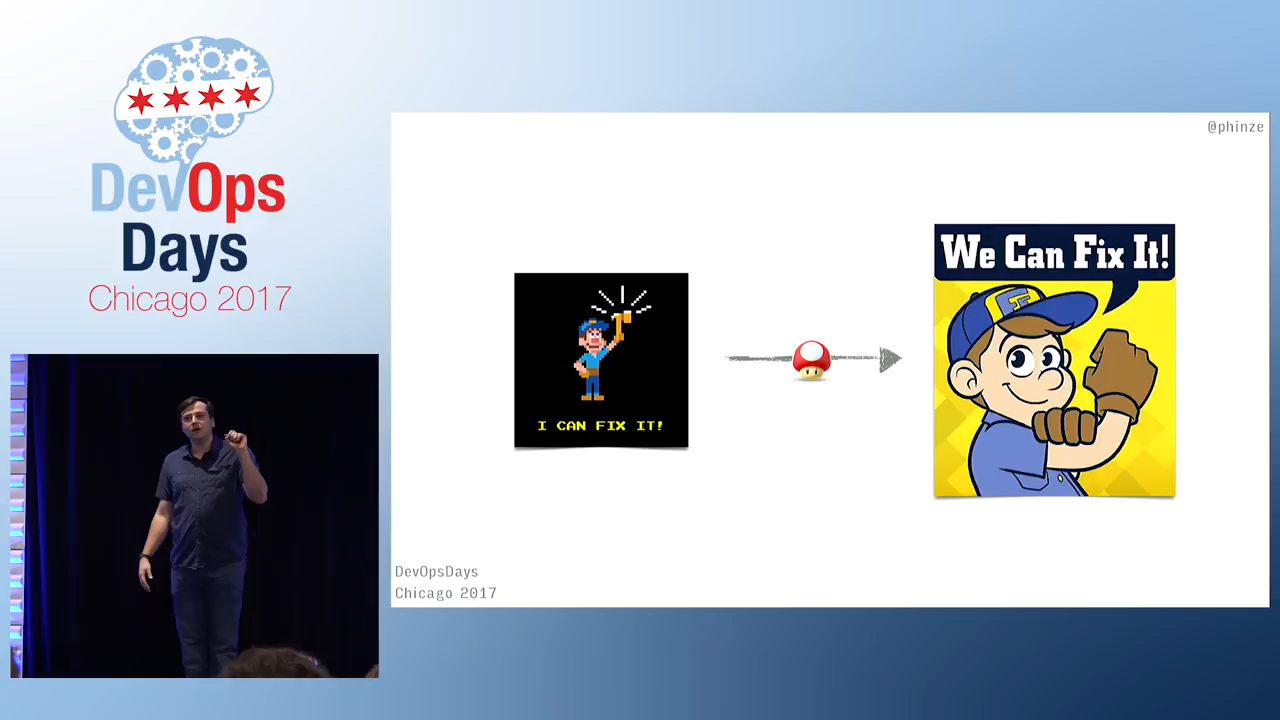 DevOps
Days
Chicago 2017
@phinze
I CAN FIX IT!
We Can Fix It!
DevOpsDays
Chicago 2017